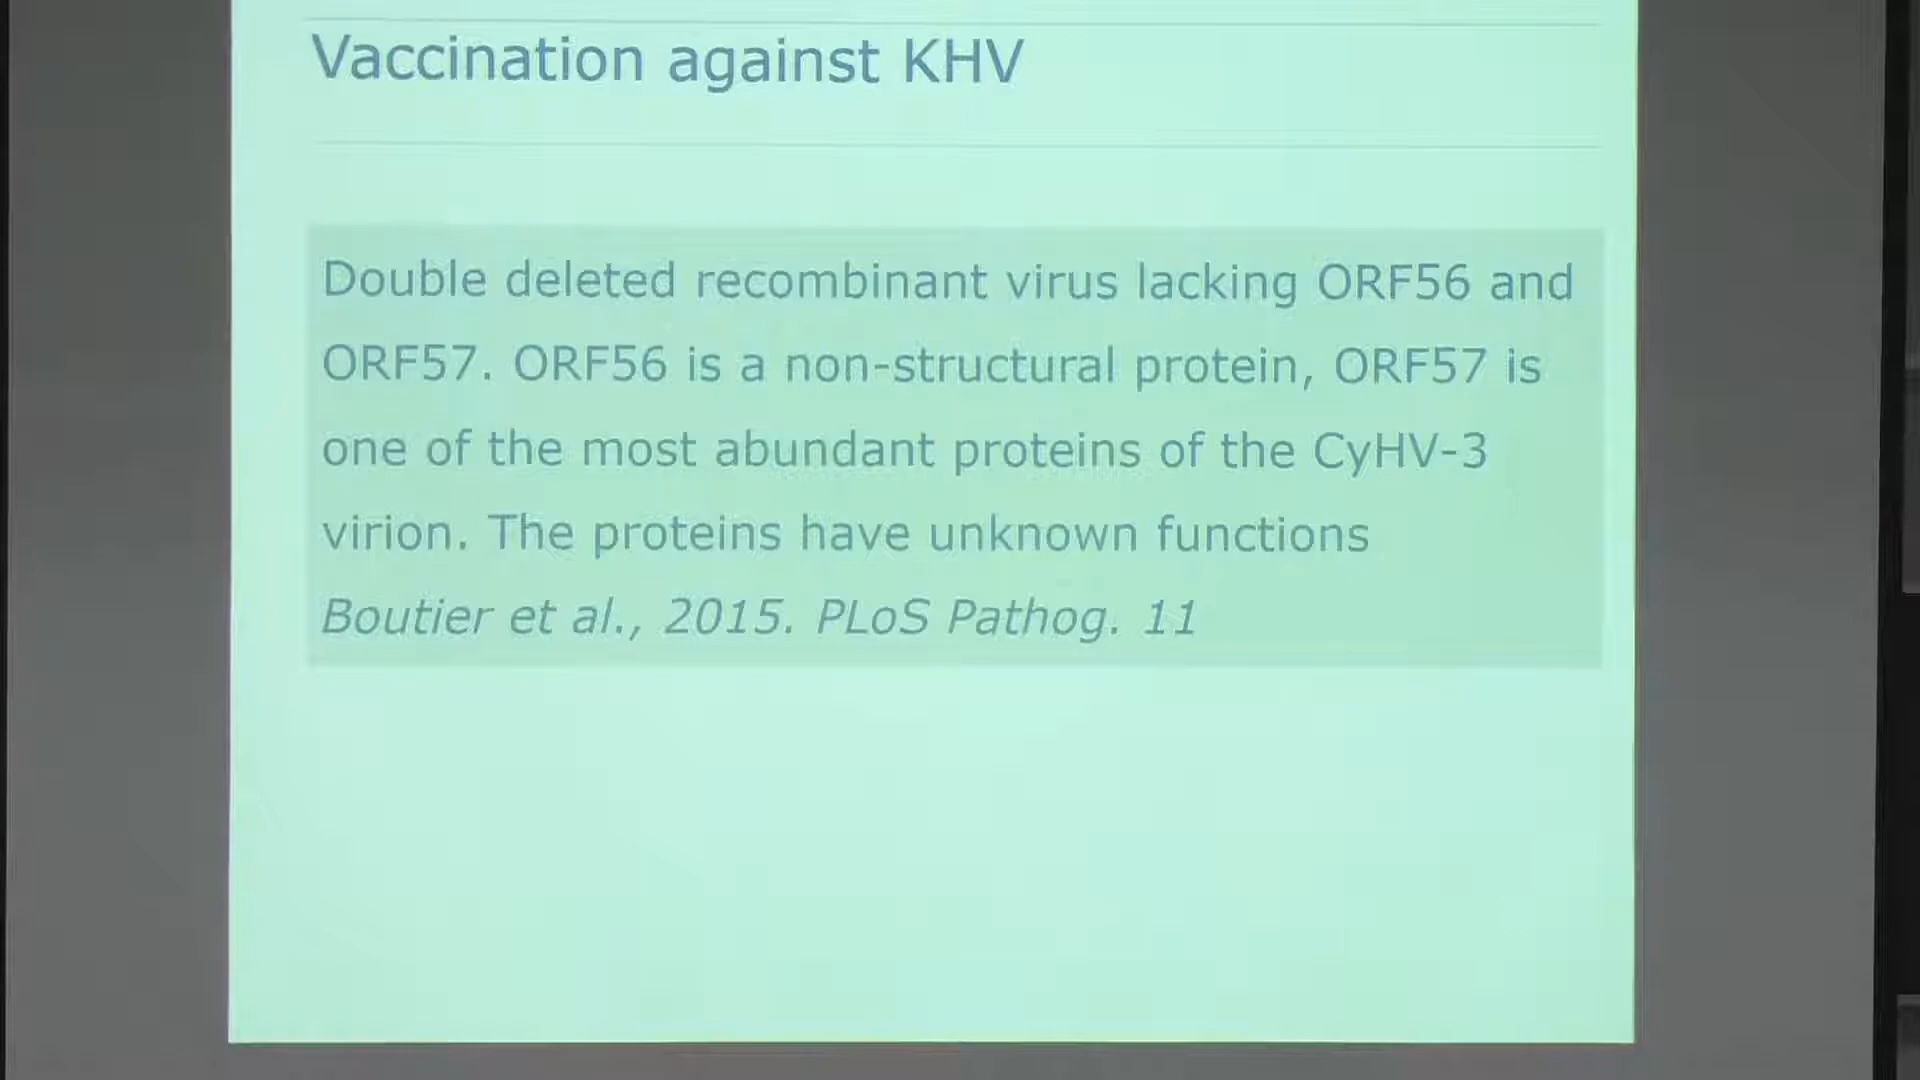 Vaccination against KHV
Double deleted recombinant virus lacking ORF56 and
ORF57. ORF56 is a non-structural protein, ORF57 is
one of the most abundant proteins of the CyHV-3
virion. The proteins have unknown functions
Boutier et al., 2015. PLoS Pathog. 11